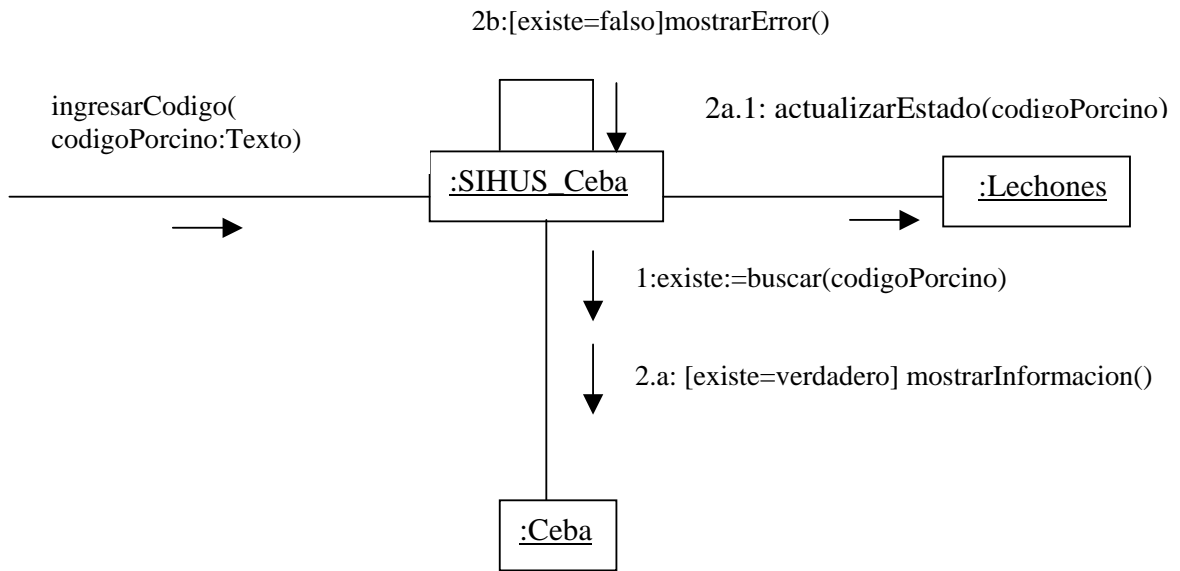 2b:[existe=falso]mostrarError()
ingresarCodigo(
codigoPorcino:Texto)
2a.1: actualizarEstado(codigoPorcino)
:SIHUS_Ceba
:Lechones
1:existe:=buscar(codigoPorcino)
2.a: [existe=verdadero] mostrarInformacion()
:Ceba